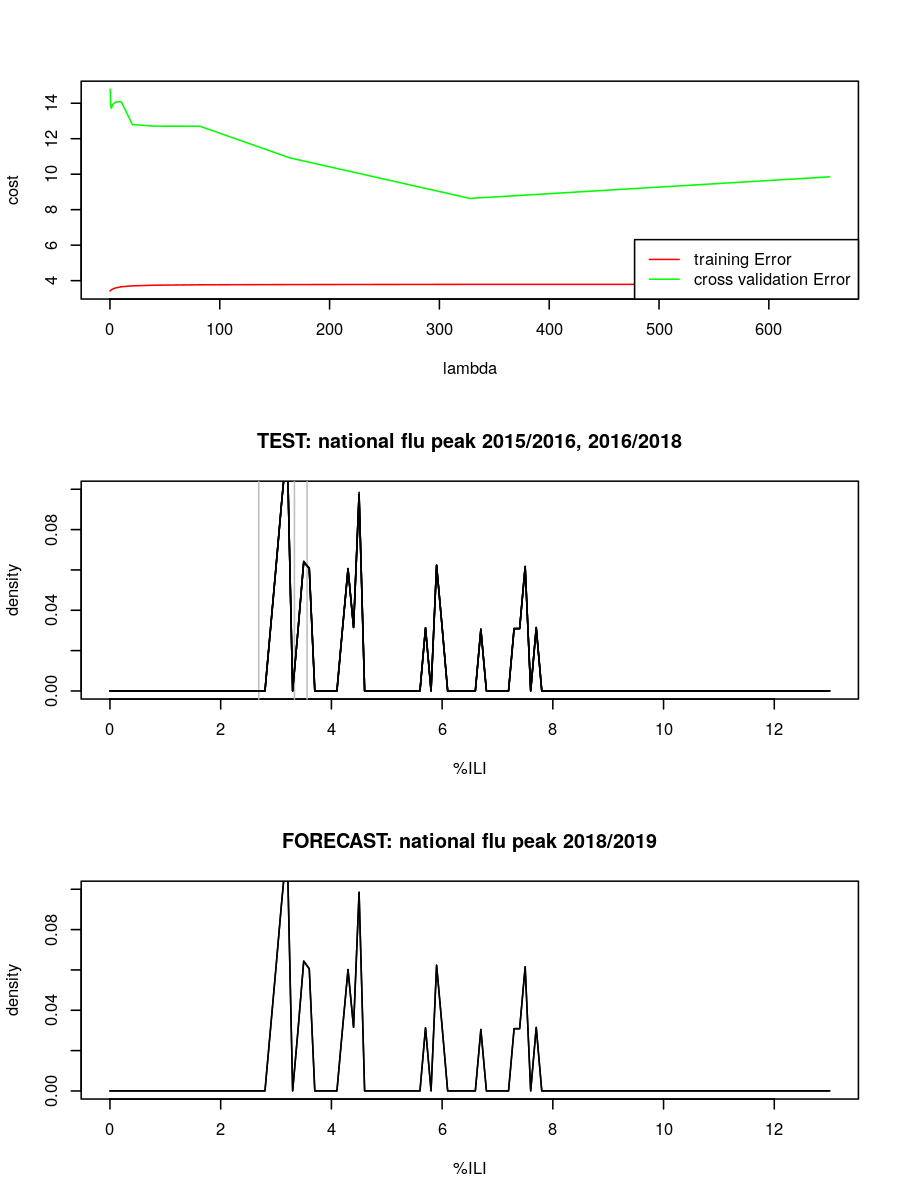 cost
14
12
10
8
6
4
training Error
cross validation Error
0 100 200 300 400 500 600
lambda
TEST: national flu peak 2015/2016, 2016/2018
density
0.08
0.04
0.00
0 2 4 6 8 10 12
%ILI
FORECAST: national flu peak 2018/2019
density
0.08
0.04
0.00
0 2 4 6 8 10 12
%ILI